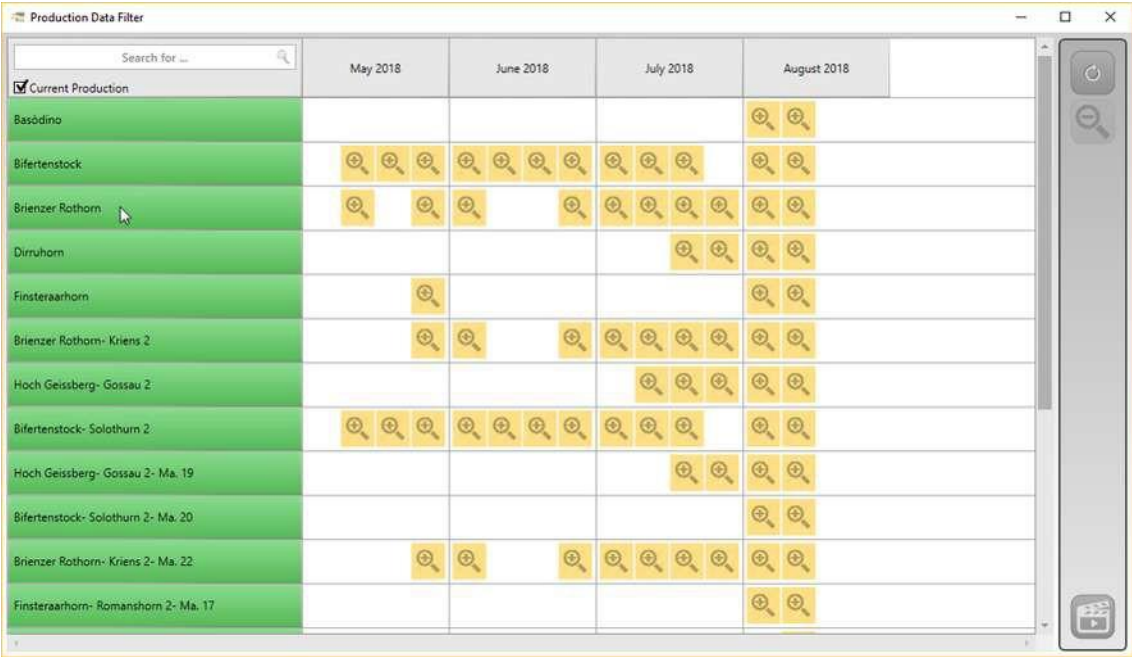 Production Data Filter
Search for ...
Current Production
May 2018
June 2018
July 2018
August 2018
Basòdino
Bifertenstock
Brienzer Rothorn
Dirruhorn
Finsteraarhorn
Brienzer Rothorn- Kriens 2
Hoch Geissberg- Gossau 2
Bifertenstock- Solothurn 2
Hoch Geissberg- Gossau 2- Ma. 19
Bifertenstock- Solothurn 2- Ma. 20
Brienzer Rothorn- Kriens 2- Ma. 22
Finsteraarhorn- Romanshorn 2- Ma. 17